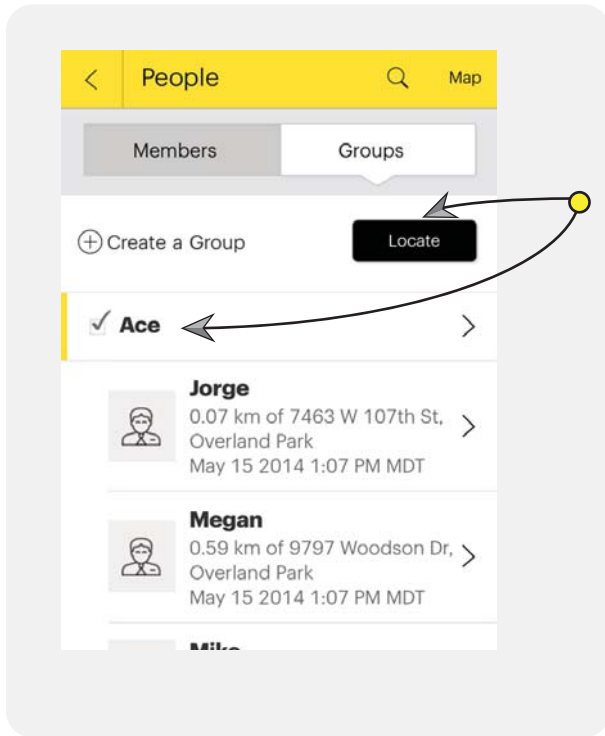 People
Map
Members
Groups
Create a Group
Locate
Ace
Jorge
0.07 km of 7463 W 107th St,
Overland Park
May 15 2014 1:07 PM MDT
Megan
0.59 km of 9797 Woodson Dr,
Overland Park
May 15 2014 1:07 PM MDT